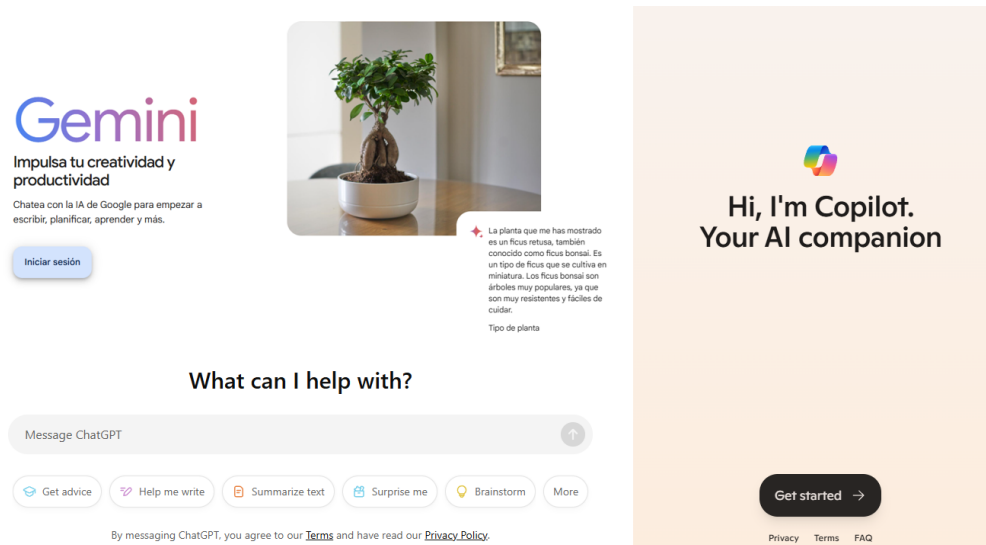 Gemini
Impulsa tu creatividad y
productividad
Chatea con la IA de Google para empezar a
escribir, planificar, aprender y más.
Iniciar sesión
La planta que me has mostrado
es un ficus retusa, también
conocido como ficus bonsai. Es
un tipo de ficus que se cultiva en
miniatura. Los ficus bonsai son
árboles muy populares, ya que
son muy resistentes y fáciles de
cuidar.
Tipo de planta
What can I help with?
Message ChatGPT
Get advice
Help me write
Summarize text
Surprise me
Brainstorm
More
By messaging ChatGPT, you agree to our Terms and have read our Privacy Policy.
Hi, I'm Copilot.
Your AI companion
Get started
Privacy Terms FAQ